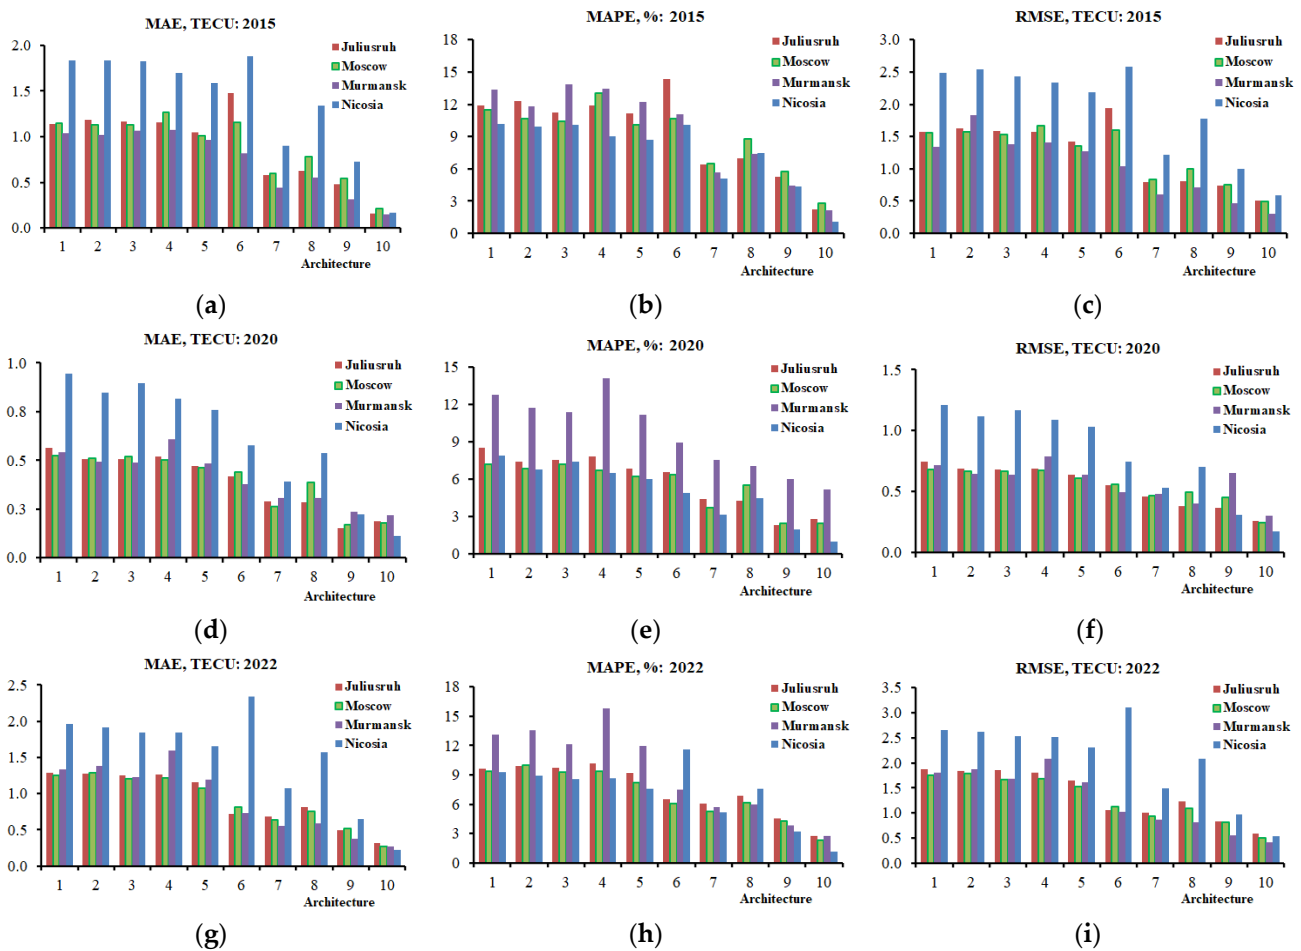 MAE, TECU: 2015
2.0
1.5
1.0
0.5
0.0
Juliusruh
Moscow
Murmansk
Nicosia
1 2 3 4 5 6 7 8 9 10
Architecture
(a)
MAPE, %: 2015
18
15
12
9
6
3
0
Juliusruh
Moscow
Murmansk
Nicosia
1 2 3 4 5 6 7 8 9 10
Architecture
(b)
RMSE, TECU: 2015
3.0
2.5
2.0
1.5
1.0
0.5
0.0
Juliusruh
Moscow
Murmansk
Nicosia
1 2 3 4 5 6 7 8 9 10
Architecture
(c)
MAE, TECU: 2020
1.0
0.8
0.5
0.3
0.0
Juliusruh
Moscow
Murmansk
Nicosia
1 2 3 4 5 6 7 8 9 10
Architecture
(d)
MAPE, %: 2020
15
12
9
6
3
0
Juliusruh
Moscow
Murmansk
Nicosia
1 2 3 4 5 6 7 8 9 10
Architecture
(e)
RMSE, TECU: 2020
1.5
1.0
0.5
0.0
Juliusruh
Moscow
Murmansk
Nicosia
1 2 3 4 5 6 7 8 9 10
Architecture
(f)
MAE, TECU: 2022
2.5
2.0
1.5
1.0
0.5
0.0
Juliusruh
Moscow
Murmansk
Nicosia
1 2 3 4 5 6 7 8 9 10
Architecture
(g)
MAPE, %: 2022
18
15
12
9
6
3
0
Juliusruh
Moscow
Murmansk
Nicosia
1 2 3 4 5 6 7 8 9 10
Architecture
(h)
RMSE, TECU: 2022
3.5
3.0
2.5
2.0
1.5
1.0
0.5
0.0
Juliusruh
Moscow
Murmansk
Nicosia
1 2 3 4 5 6 7 8 9 10
Architecture
(i)